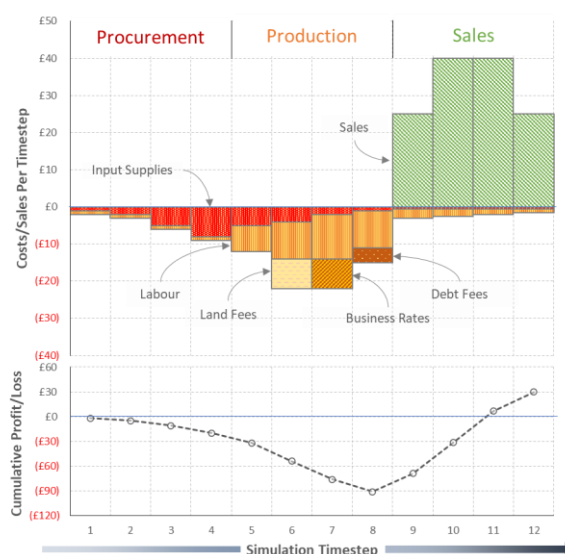 £50
Procurement Production Sales
£40
£30
£20
Sales
Input Supplies
£10
£0
(£10)
Labour
Land Fees
Debt Fees
Business Rates
(£20)
(£30)
(£40)
Costs/Sales Per Timestep
£60
£30
£0
(£30)
(£60)
(£90)
(£120)
Cumulative Profit/Loss
1 2 3 4 5 6 7 8 9 10 11 12
Simulation Timestep